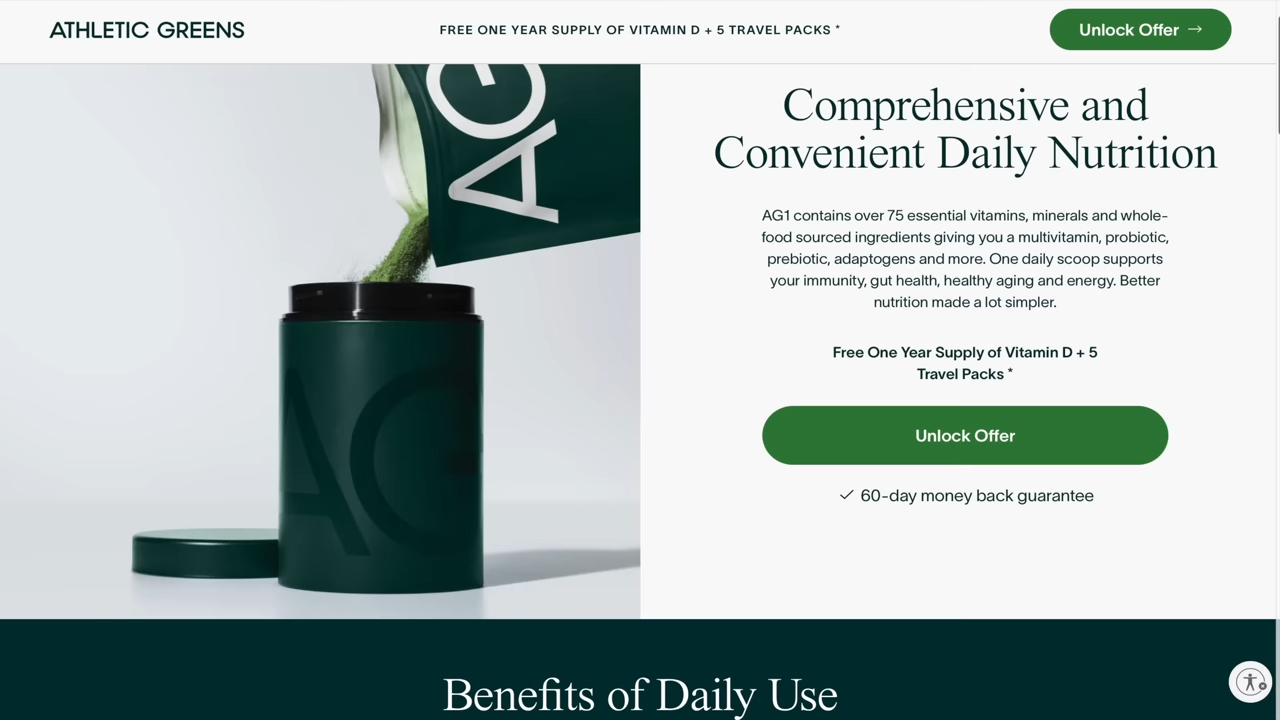 ATHLETIC GREENS
FREE ONE YEAR SUPPLY OF VITAMIN D + 5 TRAVEL PACKS *
Unlock Offer →
AG
Comprehensive and
Convenient Daily Nutrition
AG1 contains over 75 essential vitamins, minerals and whole-
food sourced ingredients giving you a multivitamin, probiotic,
prebiotic, adaptogens and more. One daily scoop supports
your immunity, gut health, healthy aging and energy. Better
nutrition made a lot simpler.
Free One Year Supply of Vitamin D + 5
Travel Packs *
Unlock Offer
✓ 60-day money back guarantee
AG
Benefits of Daily Use